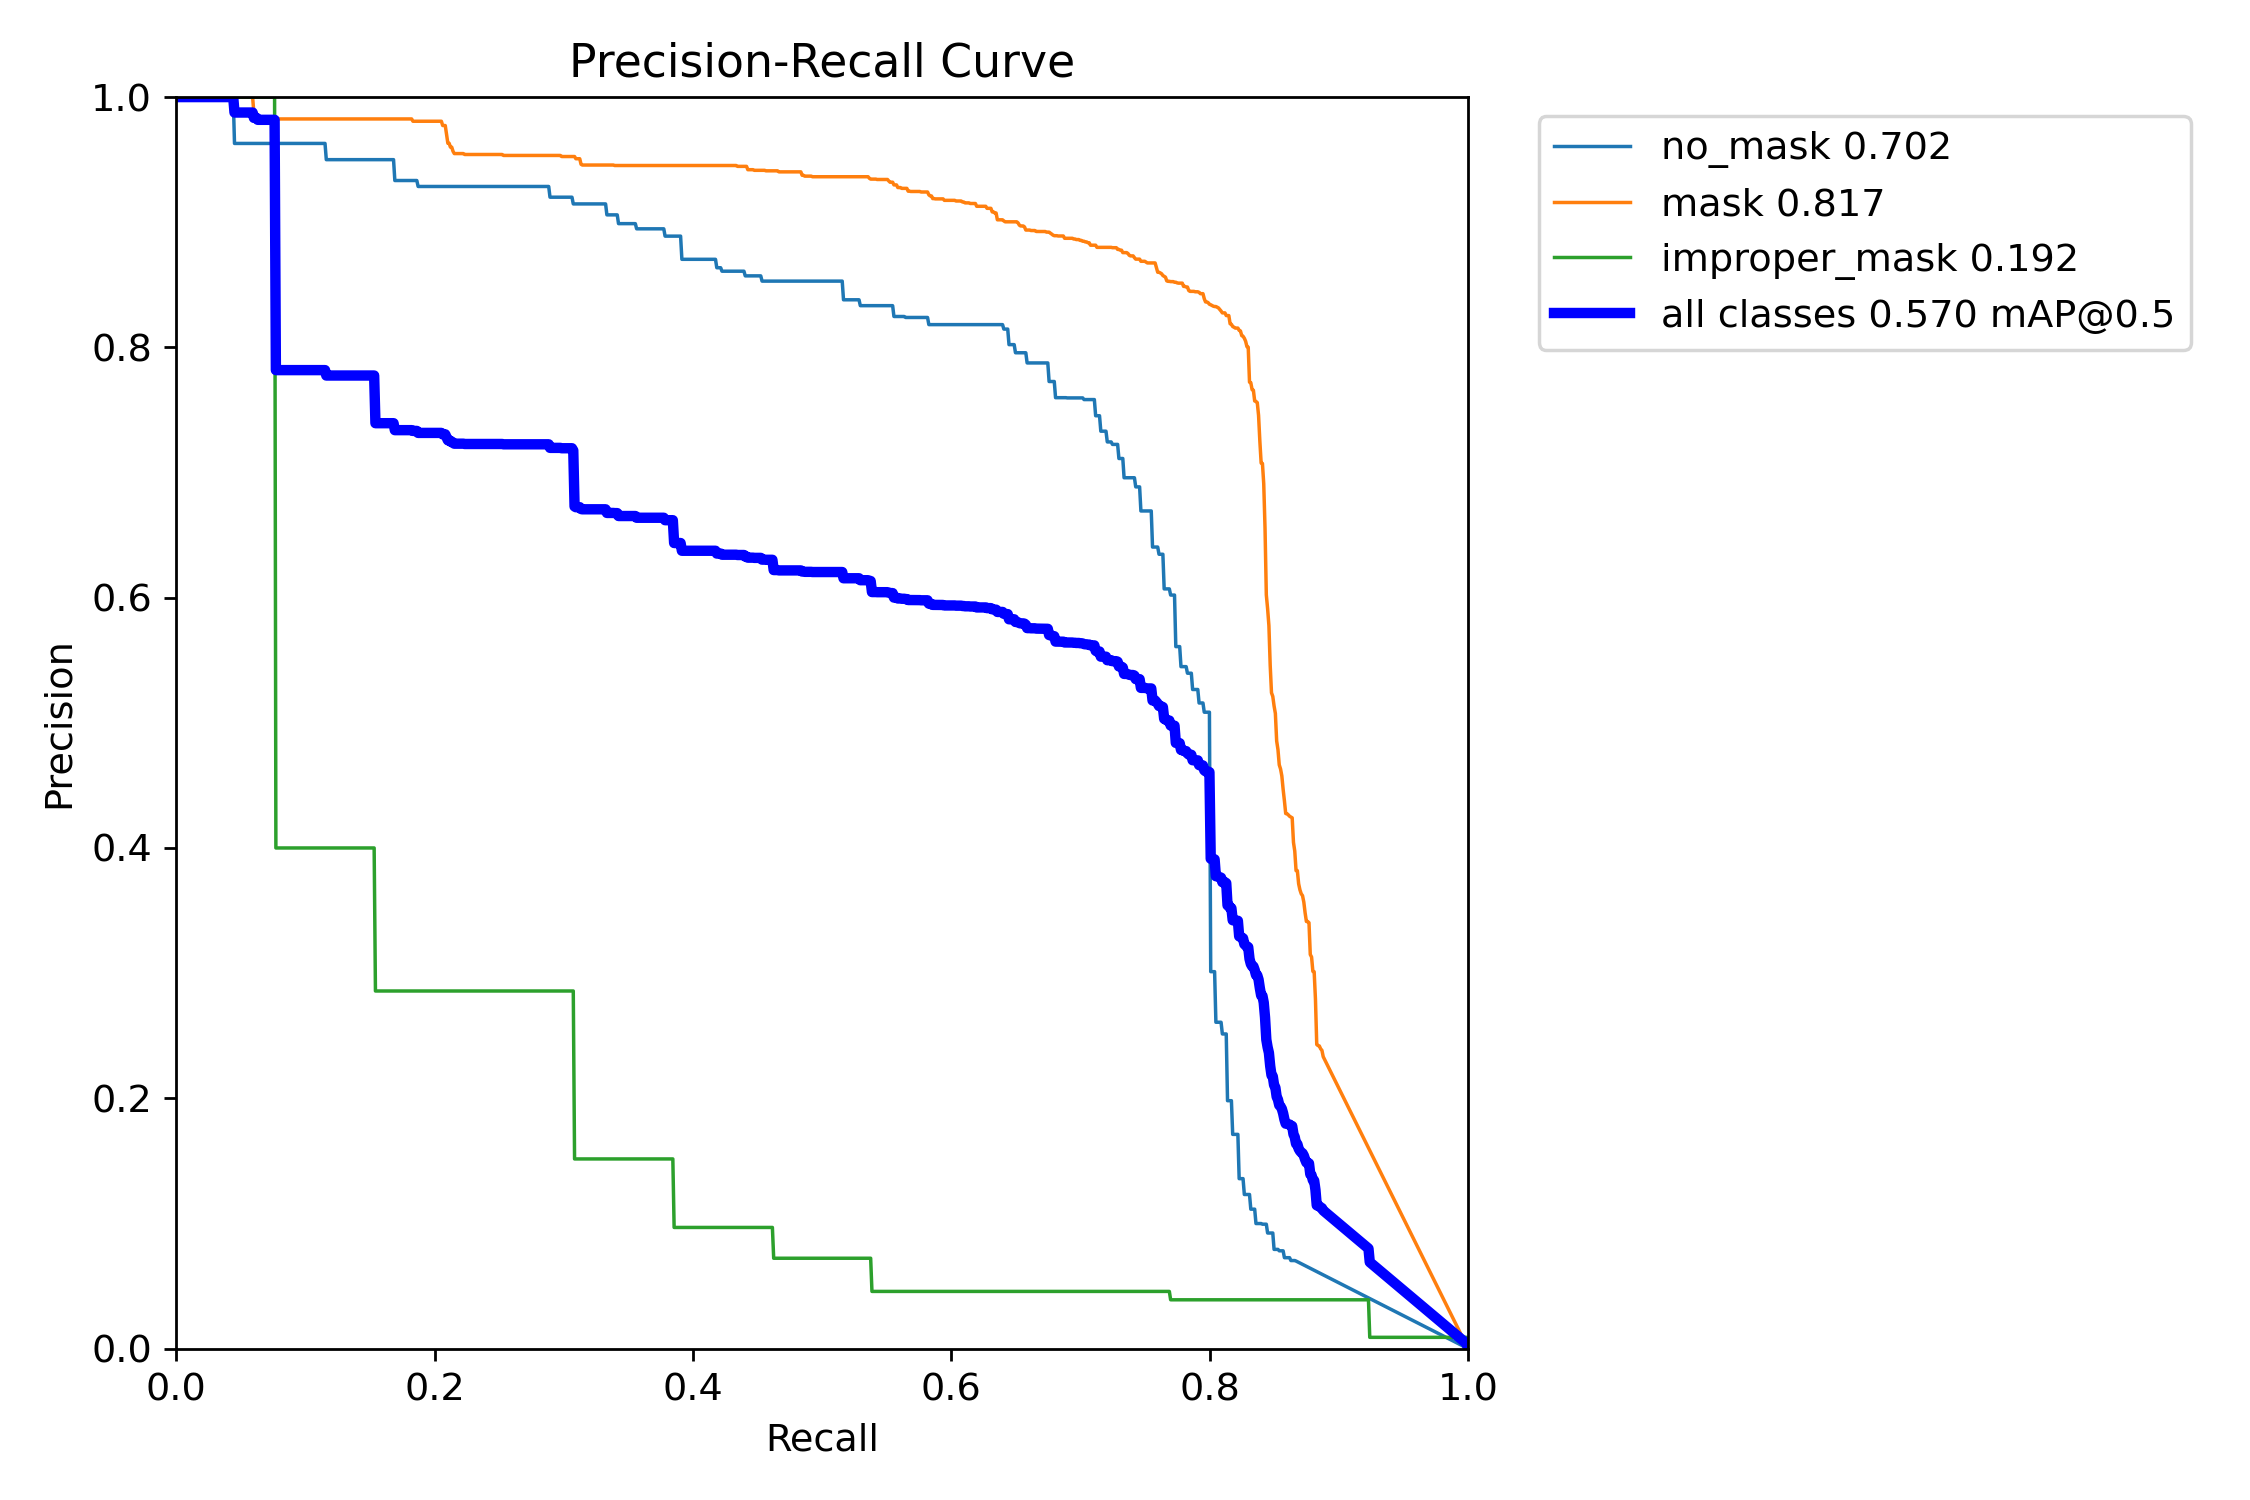 Precision-Recall Curve
1.0
0.8
0.6
0.4
0.2
0.0
Precision
0.0 0.2 0.4 0.6 0.8 1.0
Recall
no_mask 0.702
mask 0.817
improper_mask 0.192
all classes 0.570 mAP@0.5